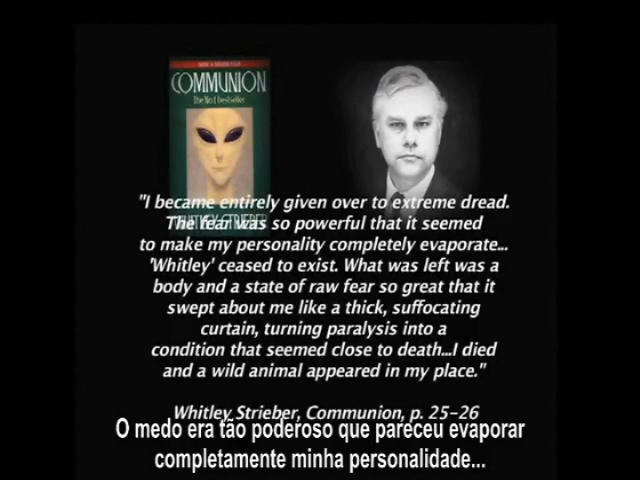 COMMUNION
The No.1 bestseller
"I became entirely given over to extreme dread.
The fear was so powerful that it seemed
WHITLEY STRIEBER
to make my personality completely evaporate...
'Whitley' ceased to exist. What was left was a
body and a state of raw fear so great that it
swept about me like a thick, suffocating
curtain, turning paralysis into a
condition that seemed close to death...I died
and a wild animal appeared in my place."
Whitley Strieber, Communion, p. 25-26
O medo era tão poderoso que pareceu evaporar
completamente minha personalidade...